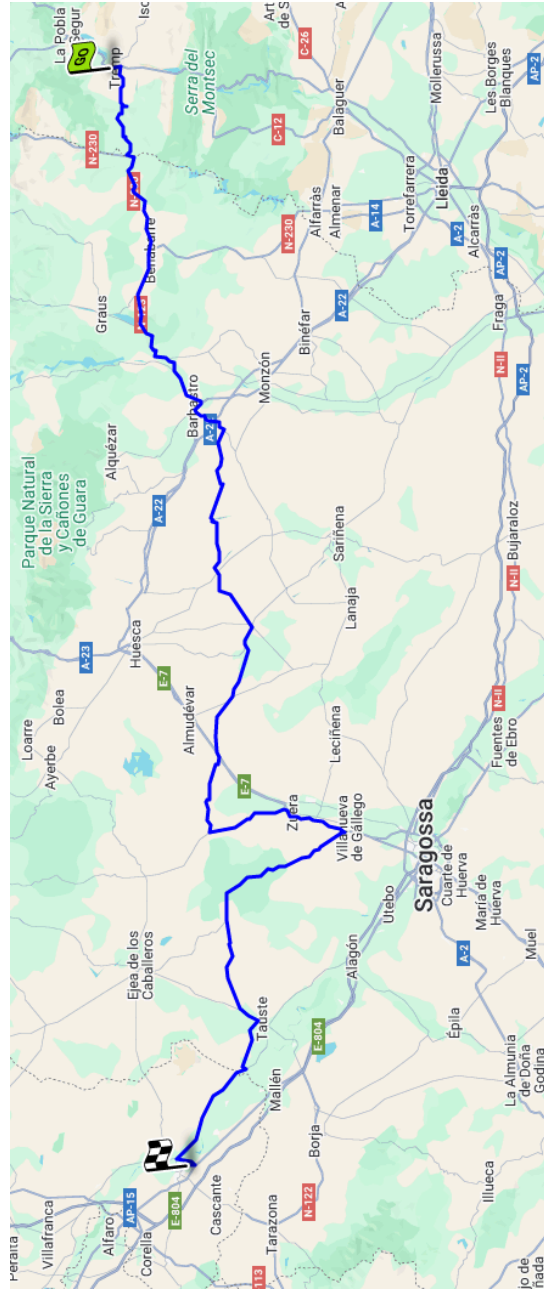 Peralta
Villafranca
Loarre
Ayerbe
Bolea
Parque Natural
de la Sierra
y Cañones
de Guara
La Pobla
Segur
GO
Tremp
Alfaro
AP-15
Corella
E-804
Cascante
Ejea de los
Caballeros
Huesca
A-23
E-7
Almudévar
A-22
Alquézar
Graus
N-230
Benabarre
Barbastro
Serra del
Montsec
C-26
C-12
Tarazona
N-122
Borja
Mallén
Tauste
E-804
Zuera
E-7
Villanueva
de Gállego
Leciñena
Lanaja
Sariñena
Monzón
Binéfar
N-230
Alfarràs
Almenar
Balaguer
A-22
A-14
Torrefarrera
Mollerussa
Les Borges
Blanques
Lleida
A-2
Alcarràs
AP-2
AP-2
Fraga
N-II
AP-2
Bujaraloz
N-II
N-II
Fuentes
de Ebro
Alagón
Utebo
Saragossa
Cuarte de
Huerva
María de
Huerva
A-2
Muel
Épila
La Almunia
de Doña
Godina
Illueca
113